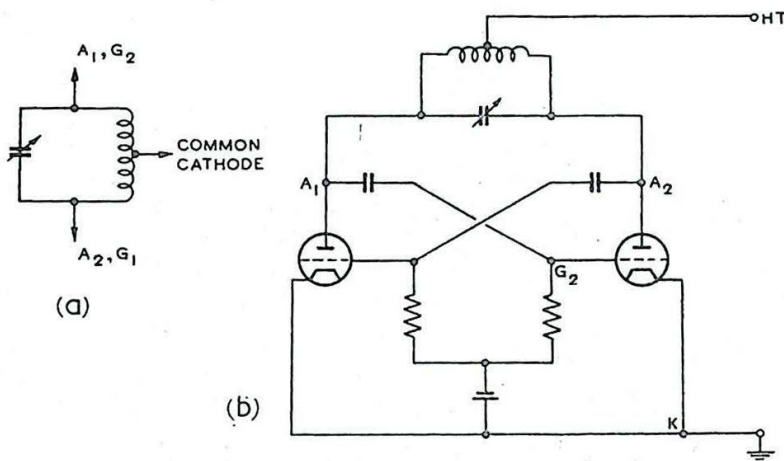 A1, G2
COMMON
CATHODE
A2, G1
(a)
HT
A1
A2
G2
(b)
K